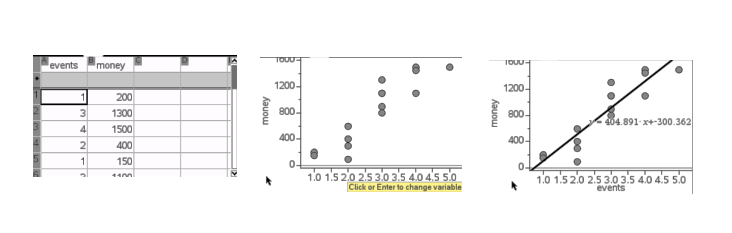 A events B money C D
1 1 200
2 3 1300
3 4 1500
4 2 400
5 1 150
1100
money
1600
1200
800
400
0
1.0 1.5 2.0 2.5 3.0 3.5 4.0 4.5 5.0
Click or Enter to change variable
money
1600
1200
800
400
0
y = 404.891·x+-300.362
1.0 1.5 2.0 2.5 3.0 3.5 4.0 4.5 5.0
events